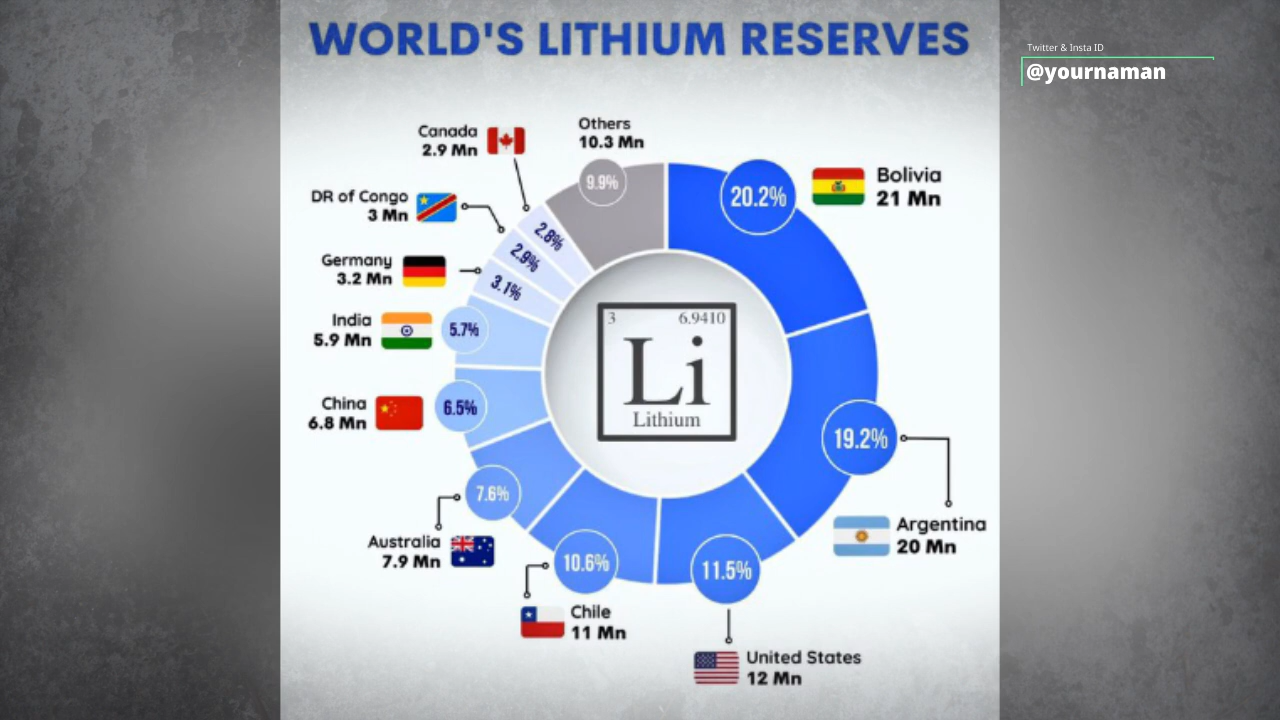 WORLD'S LITHIUM RESERVES
Twitter & Insta ID
@yournaman
Canada
2.9 Mn
Others
10.3 Mn
9.9%
20.2%
Bolivia
21 Mn
DR of Congo
3 Mn
2.8%
2.9%
Germany
3.2 Mn
3.1%
India
5.9 Mn
5.7%
3
6.9410
Li
Lithium
China
6.8 Mn
6.5%
19.2%
Argentina
20 Mn
7.6%
Australia
7.9 Mn
10.6%
Chile
11 Mn
11.5%
United States
12 Mn